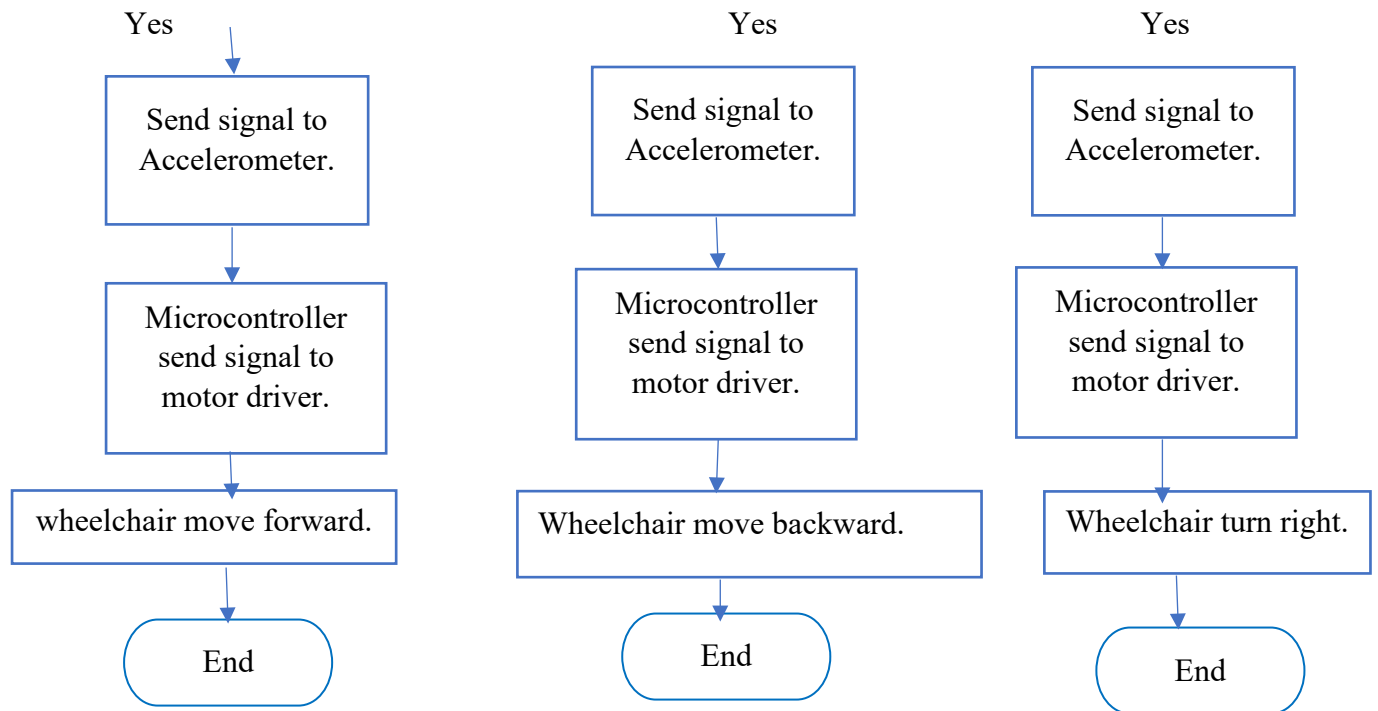 Yes
Send signal to
Accelerometer.
Microcontroller
send signal to
motor driver.
wheelchair move forward.
End
Yes
Send signal to
Accelerometer.
Microcontroller
send signal to
motor driver.
Wheelchair move backward.
End
Yes
Send signal to
Accelerometer.
Microcontroller
send signal to
motor driver.
Wheelchair turn right.
End